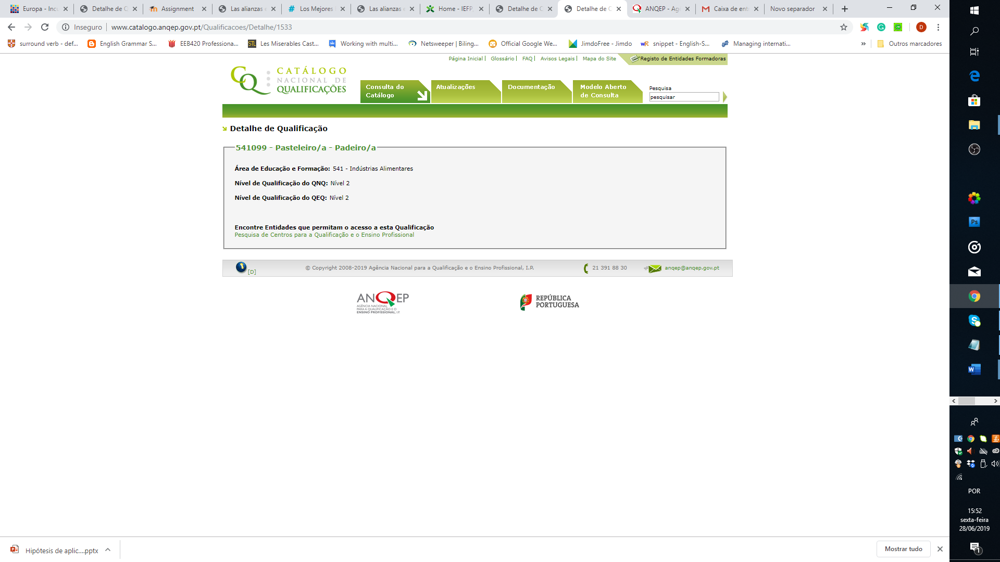 Europa - Incu
Detalhe de C
Assignment
Las alianzas e
Los Mejores
Las alianzas e
Home - IEFP,
Detalhe de C
Detalhe de C
ANQEP - Ag
Caixa de ent
Novo separador
Inseguro | www.catalogo.anqep.gov.pt/Qualificacoes/Detalhe/1533
surround verb - def...
English Grammar S...
EEB420 Professiona...
Les Miserables Cast...
Working with multi...
Netsweeper | Biling...
Official Google We...
JimdoFree - Jimdo
snippet - English-S...
Managing internati...
» Outros marcadores
Página Inicial | Glossário | FAQ | Avisos Legais | Mapa do Site
Registo de Entidades Formadoras
CQ
CATÁLOGO
NACIONAL DE
QUALIFICAÇÕES
Consulta do
Catálogo
Atualizações
Documentação
Modelo Aberto
de Consulta
Pesquisa
pesquisar
Detalhe de Qualificação
541099 - Pasteleiro/a - Padeiro/a
Área de Educação e Formação: 541 - Indústrias Alimentares
Nível de Qualificação do QNQ: Nível 2
Nível de Qualificação do QEQ: Nível 2
Encontre Entidades que permitam o acesso a esta Qualificação
Pesquisa de Centros para a Qualificação e o Ensino Profissional
[D]
© Copyright 2008-2019 Agência Nacional para a Qualificação e o Ensino Profissional, I.P.
21 391 88 30
anqep@anqep.gov.pt
ANQEP
AGÊNCIA NACIONAL
PARA A QUALIFICAÇÃO E O
ENSINO PROFISSIONAL, I.P.
REPÚBLICA
PORTUGUESA
Ps
POR
15:52
sexta-feira
28/06/2019
1
Hipótesis de aplic....pptx
Mostrar tudo